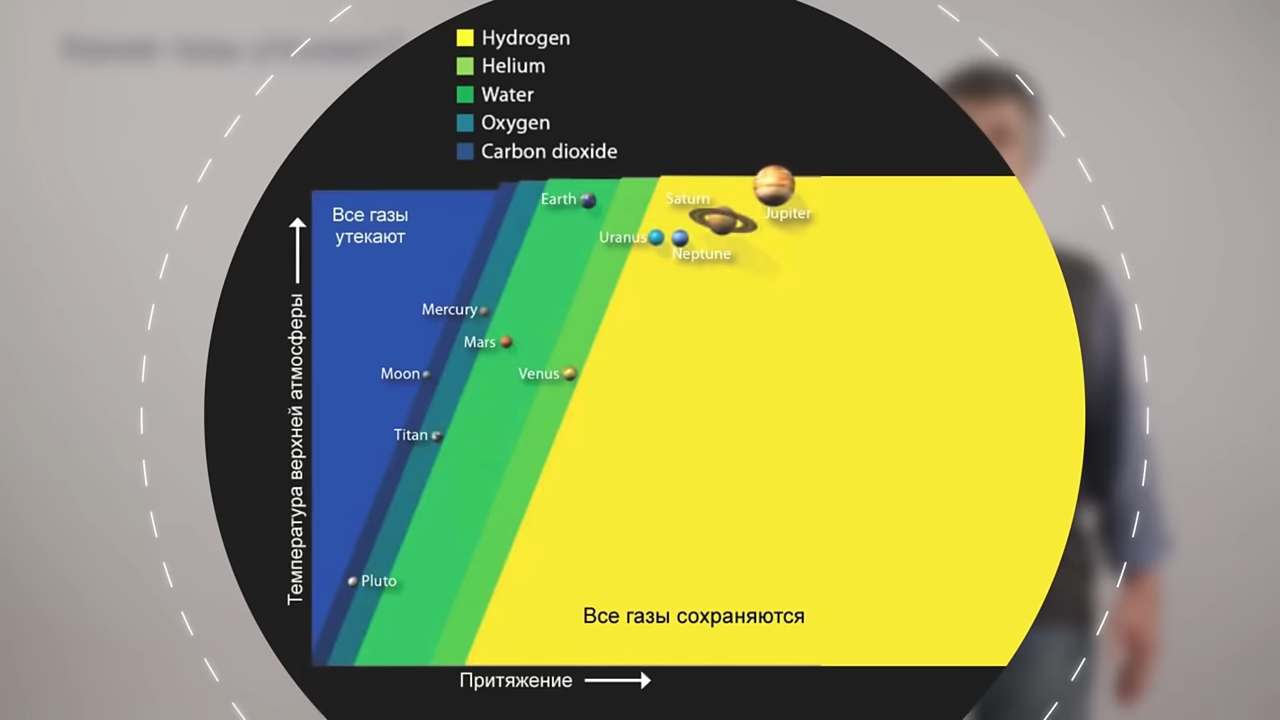 Hydrogen
Helium
Water
Oxygen
Carbon dioxide
Все газы
утекают
Earth
Saturn
Jupiter
Uranus
Neptune
Mercury
Mars
Moon
Venus
Titan
Pluto
Температура верхней атмосферы
Все газы сохраняются
Притяжение